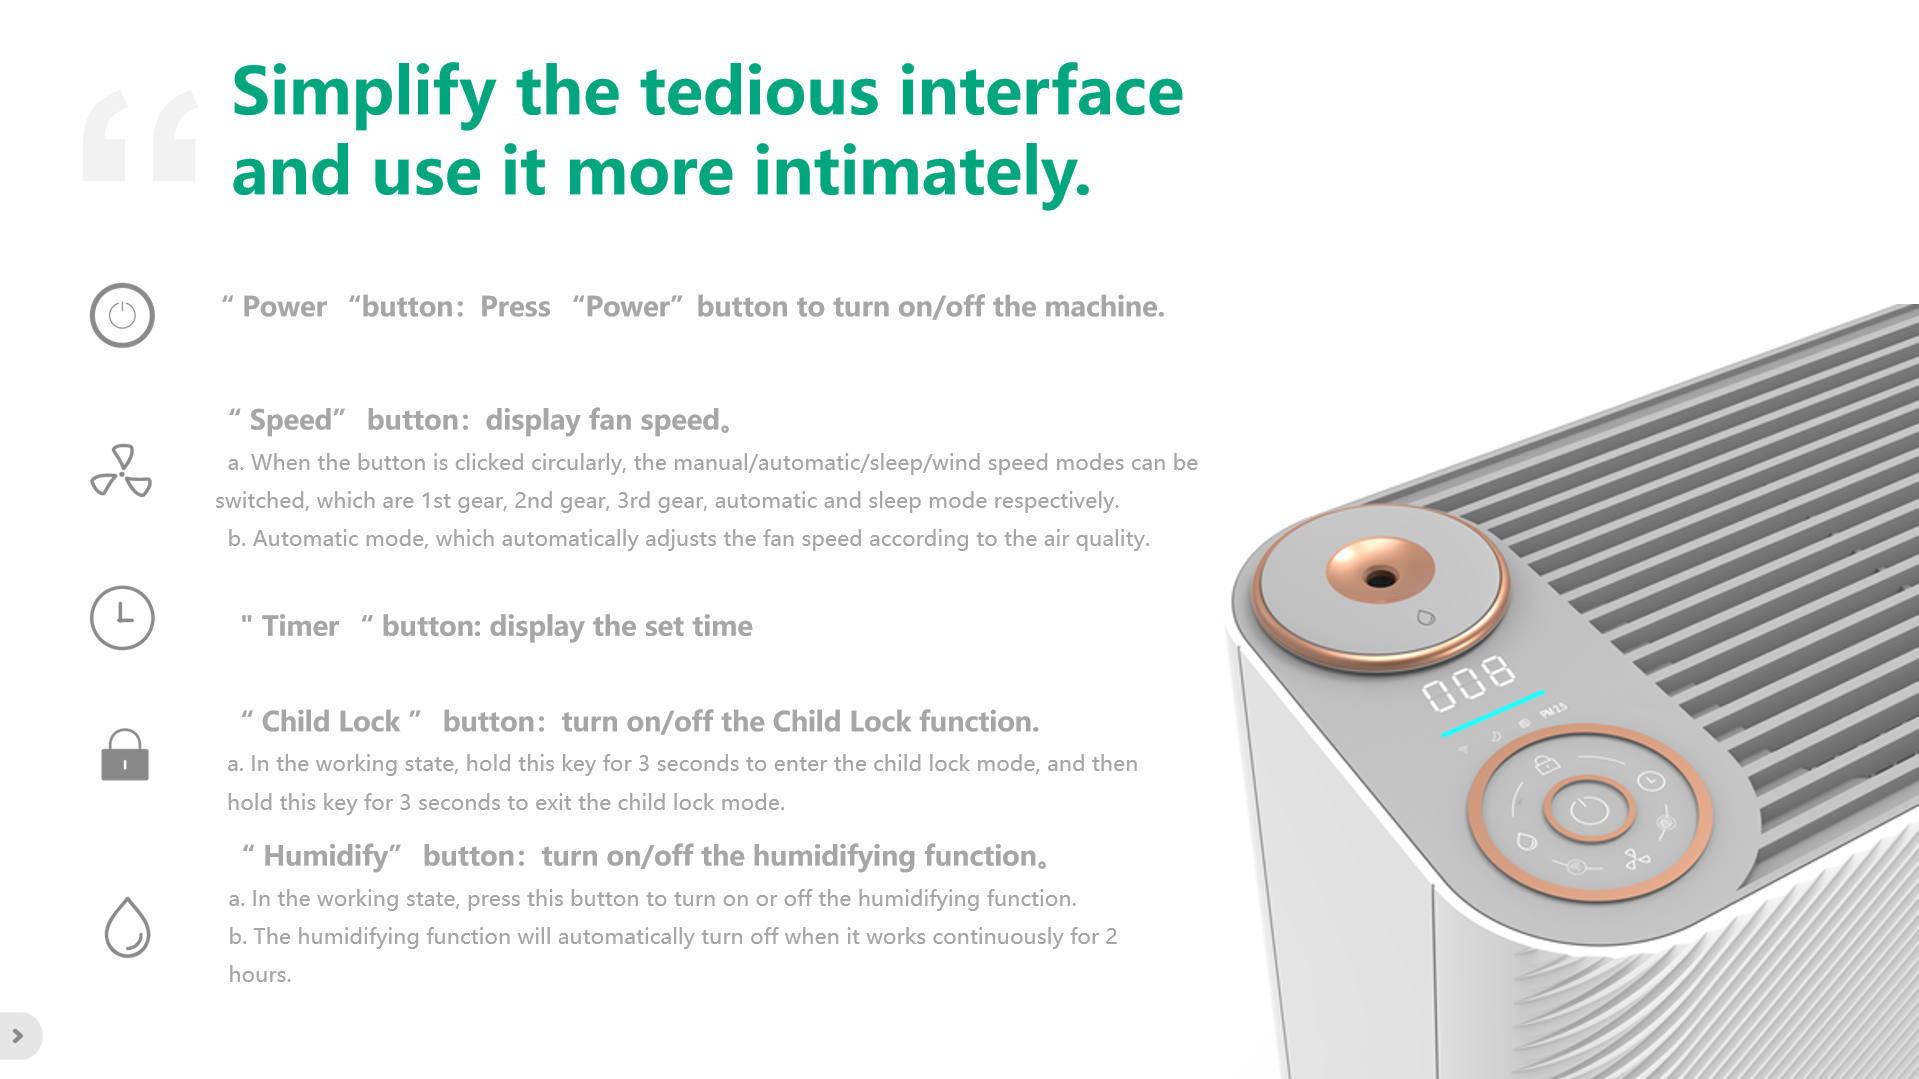 “
Simplify the tedious interface
and use it more intimately.
“ Power “button： Press “Power” button to turn on/off the machine.
“ Speed” button： display fan speed。
a. When the button is clicked circularly, the manual/automatic/sleep/wind speed modes can be
switched, which are 1st gear, 2nd gear, 3rd gear, automatic and sleep mode respectively.
b. Automatic mode, which automatically adjusts the fan speed according to the air quality.
" Timer “ button: display the set time
“ Child Lock ” button： turn on/off the Child Lock function.
a. In the working state, hold this key for 3 seconds to enter the child lock mode, and then
hold this key for 3 seconds to exit the child lock mode.
“ Humidify” button： turn on/off the humidifying function。
a. In the working state, press this button to turn on or off the humidifying function.
b. The humidifying function will automatically turn off when it works continuously for 2
hours.
008
PM2.5